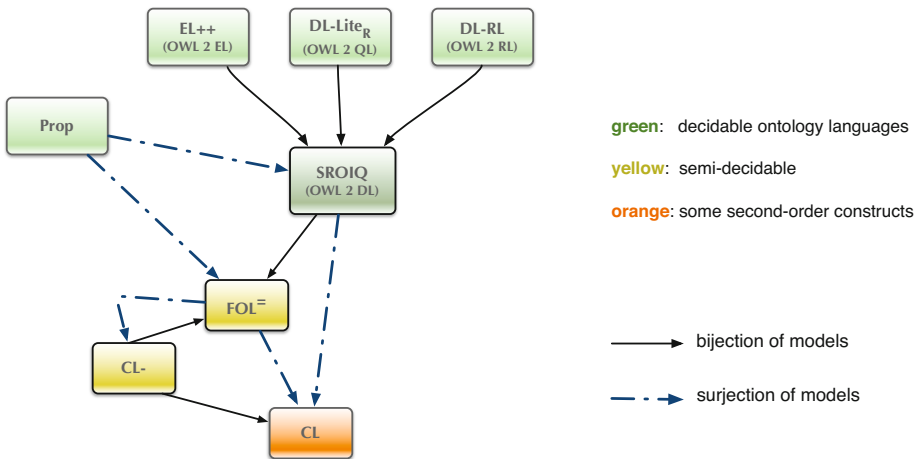 EL++
(OWL 2 EL)
DL-Lite_R
(OWL 2 QL)
DL-RL
(OWL 2 RL)
Prop
SROIQ
(OWL 2 DL)
FOL=
CL-
CL
green: decidable ontology languages
yellow: semi-decidable
orange: some second-order constructs
bijection of models
surjection of models